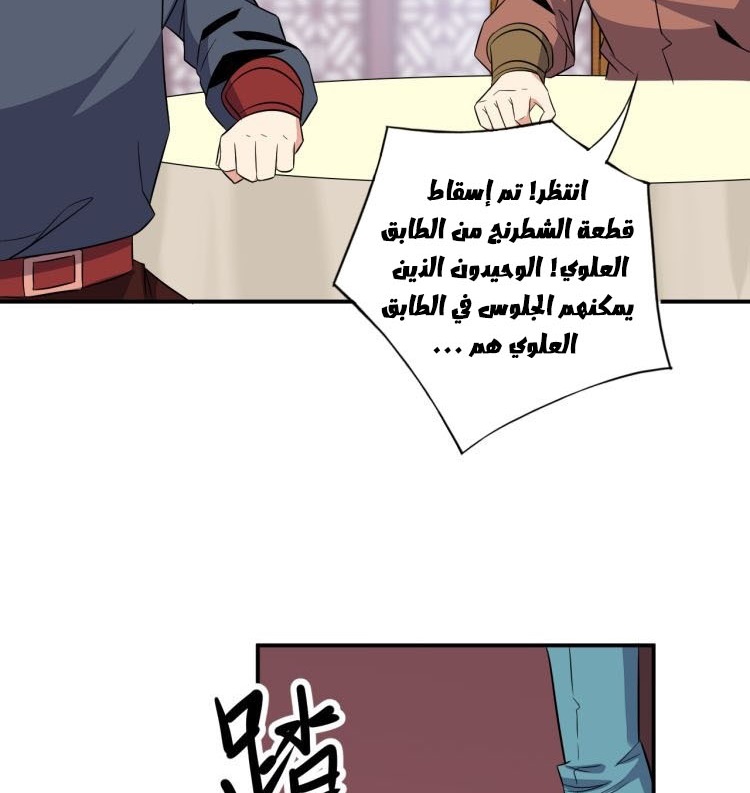 انتظر! تم إسقاط
قطعة الشطرنج من الطابق
العلوي! الوحيدون الذين
يمكنهم الجلوس في الطابق
العلوي هم ...
踏